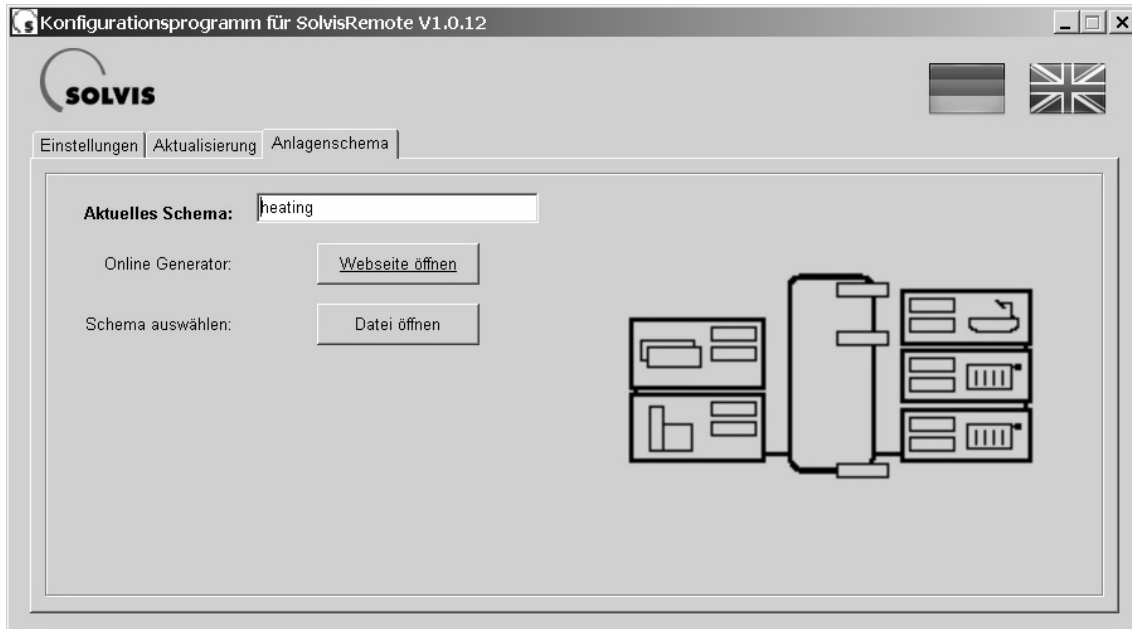 Konfigurationsprogramm für SolvisRemote V1.0.12
SOLVIS
Einstellungen Aktualisierung Anlagenschema
Aktuelles Schema: heating
Online Generator: Webseite öffnen
Schema auswählen: Datei öffnen